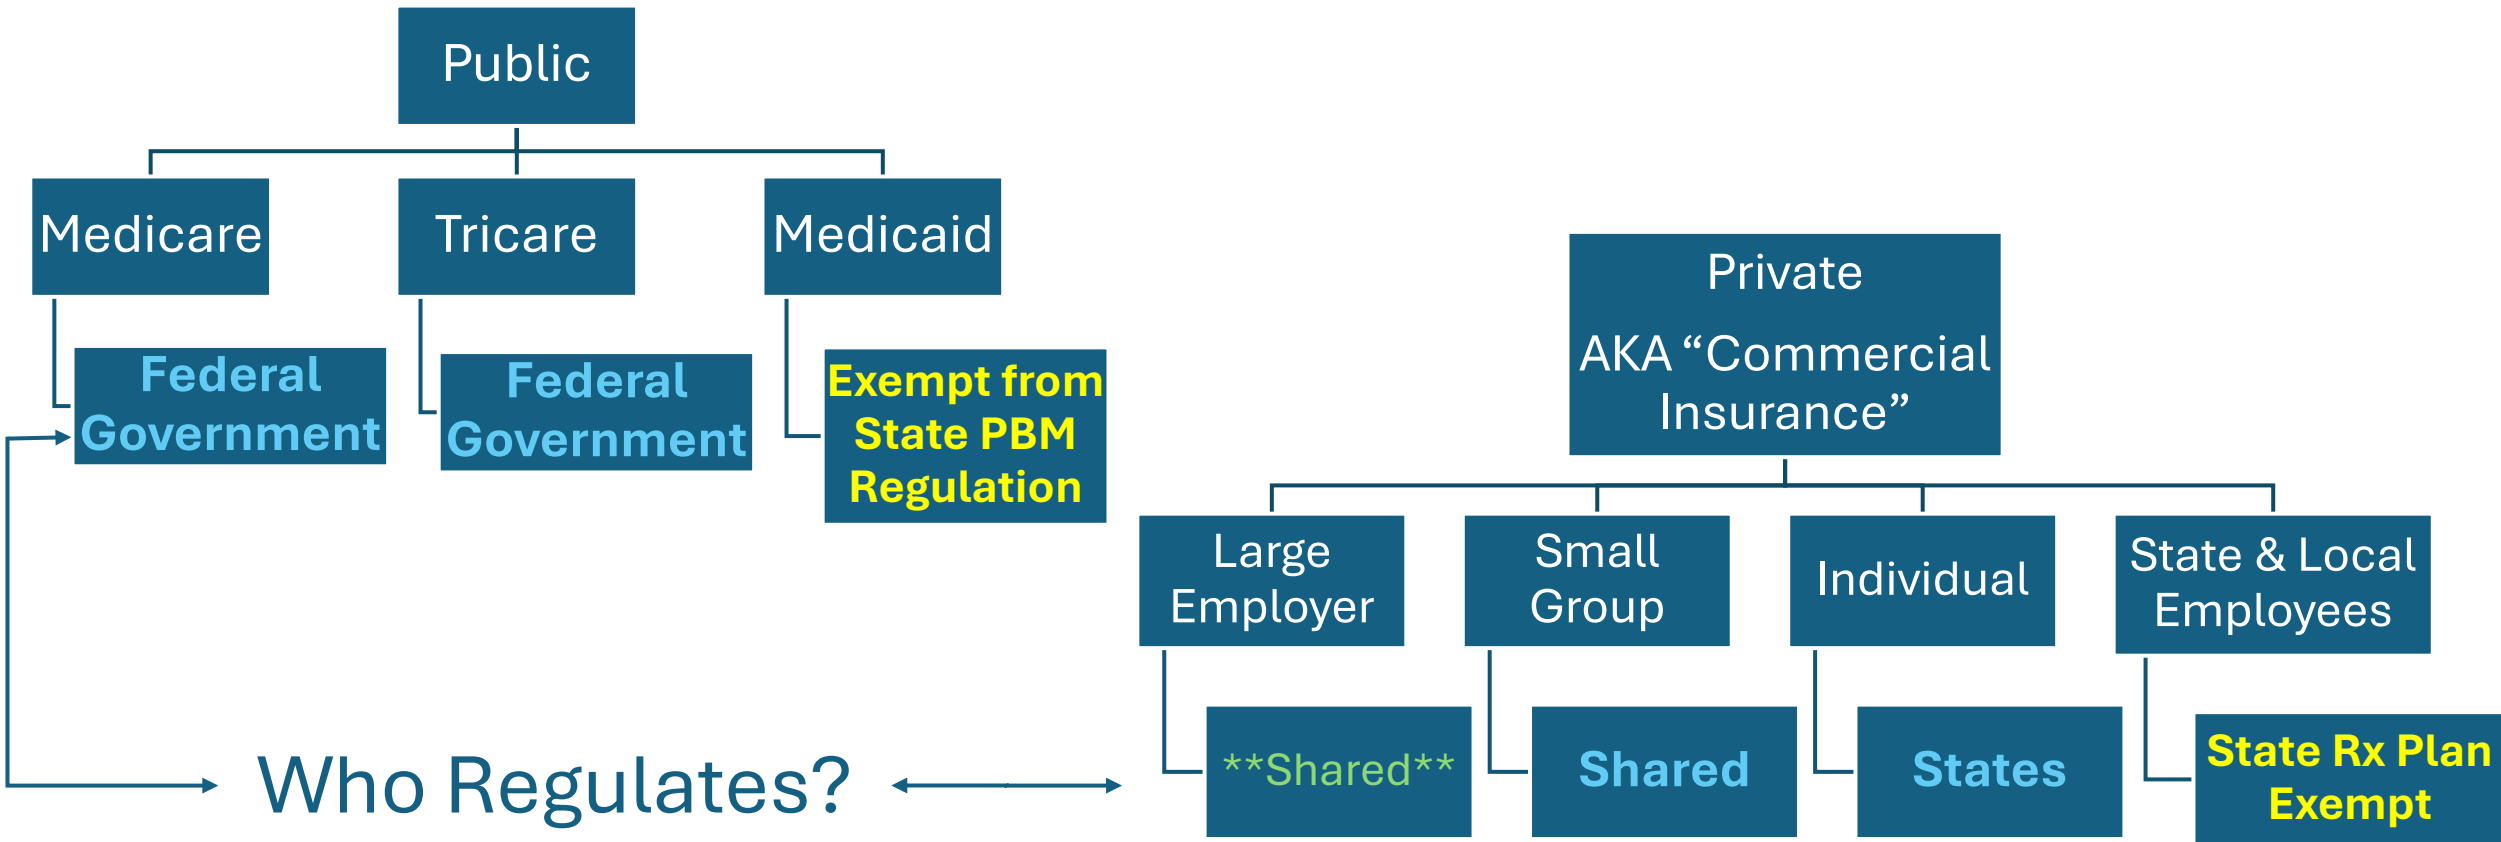 Public
Medicare
Tricare
Medicaid
Federal
Government
Federal
Government
Exempt from
State PBM
Regulation
Private
AKA “Commercial
Insurance”
Large
Employer
Small
Group
Individual
State & Local
Employees
**Shared**
Shared
States
State Rx Plan
Exempt
Who Regulates?